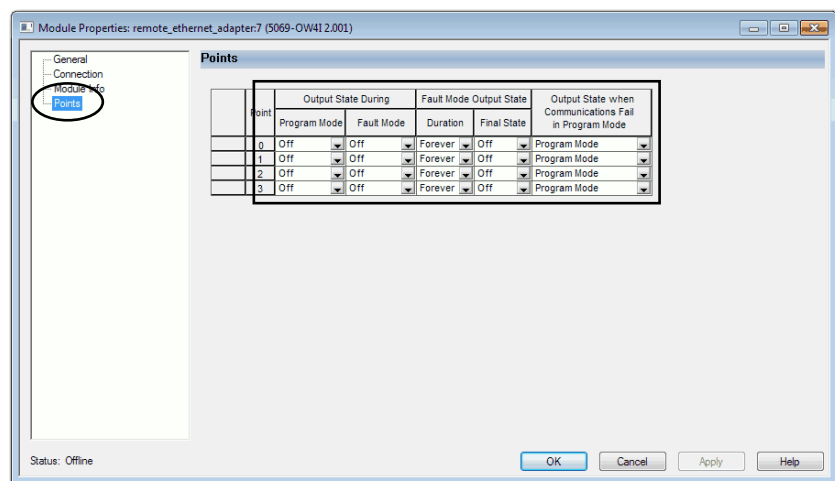 Module Properties: remote_ethernet_adapter:7 (5069-OW4I 2.001)
General
Connection
Module Info
Points
Points
Point
Output State During
Fault Mode Output State
Output State when
Communications Fail
in Program Mode
Program Mode
Fault Mode
Duration
Final State
0 Off Off Forever Off Program Mode
1 Off Off Forever Off Program Mode
2 Off Off Forever Off Program Mode
3 Off Off Forever Off Program Mode
Status: Offline
OK
Cancel
Apply
Help